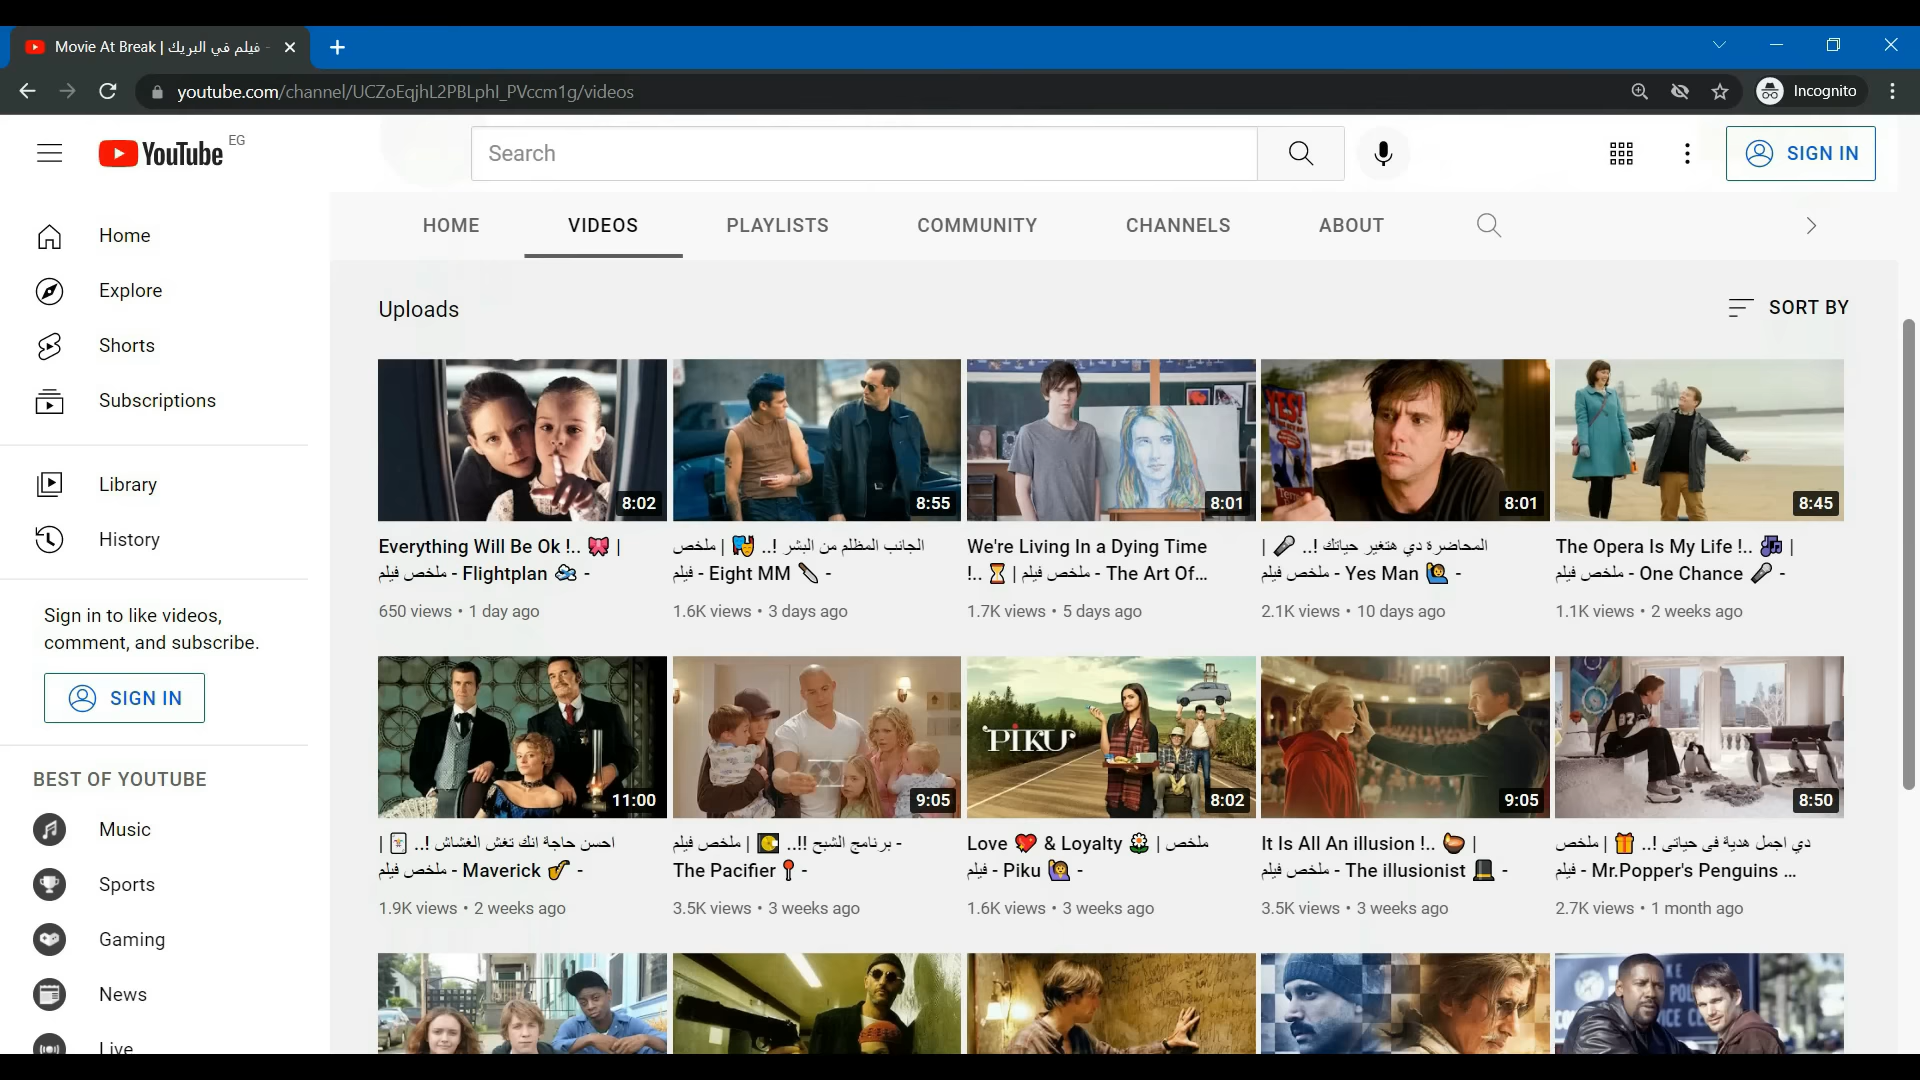 Movie At Break | فيلم في البريك -
youtube.com/channel/UCZoEqjhL2PBLphI_PVccm1g/videos
Incognito
YouTube EG
Search
SIGN IN
HOME
VIDEOS
PLAYLISTS
COMMUNITY
CHANNELS
ABOUT
Home
Explore
Shorts
Subscriptions
Library
History
Sign in to like videos,
comment, and subscribe.
SIGN IN
BEST OF YOUTUBE
Music
Sports
Gaming
News
Live
Uploads
SORT BY
8:02
Everything Will Be Ok !.. 🎀 |
ملخص فيلم - Flightplan 🌬️ -
650 views • 1 day ago
8:55
الجانب المظلم من البشر !.. 🎭 | ملخص
فيلم - Eight MM 🔪 -
1.6K views • 3 days ago
8:01
We're Living In a Dying Time
!.. ⏳ | ملخص فيلم - The Art Of...
1.7K views • 5 days ago
YES!
8:01
المحاضرة دي هتغير حياتك !.. 🎤 |
ملخص فيلم - Yes Man 🙋 -
2.1K views • 10 days ago
8:45
The Opera Is My Life !.. 🎶 |
ملخص فيلم - One Chance 🎤 -
1.1K views • 2 weeks ago
11:00
احسن حاجة انك تغش الغشاش !.. 🃏 |
ملخص فيلم - Maverick 🎷 -
1.9K views • 2 weeks ago
9:05
برنامج الشبح !!.. 📀 | ملخص فيلم -
The Pacifier 📍 -
3.5K views • 3 weeks ago
PIKU
8:02
Love 💖 & Loyalty 🌼 | ملخص
فيلم - Piku 🙋 -
1.6K views • 3 weeks ago
9:05
It Is All An illusion !.. ⚱️ |
ملخص فيلم - The illusionist 🎩 -
3.5K views • 3 weeks ago
8:50
دي اجمل هدية فى حياتى !.. 🎁 | ملخص
فيلم - Mr.Popper's Penguins ...
2.7K views • 1 month ago